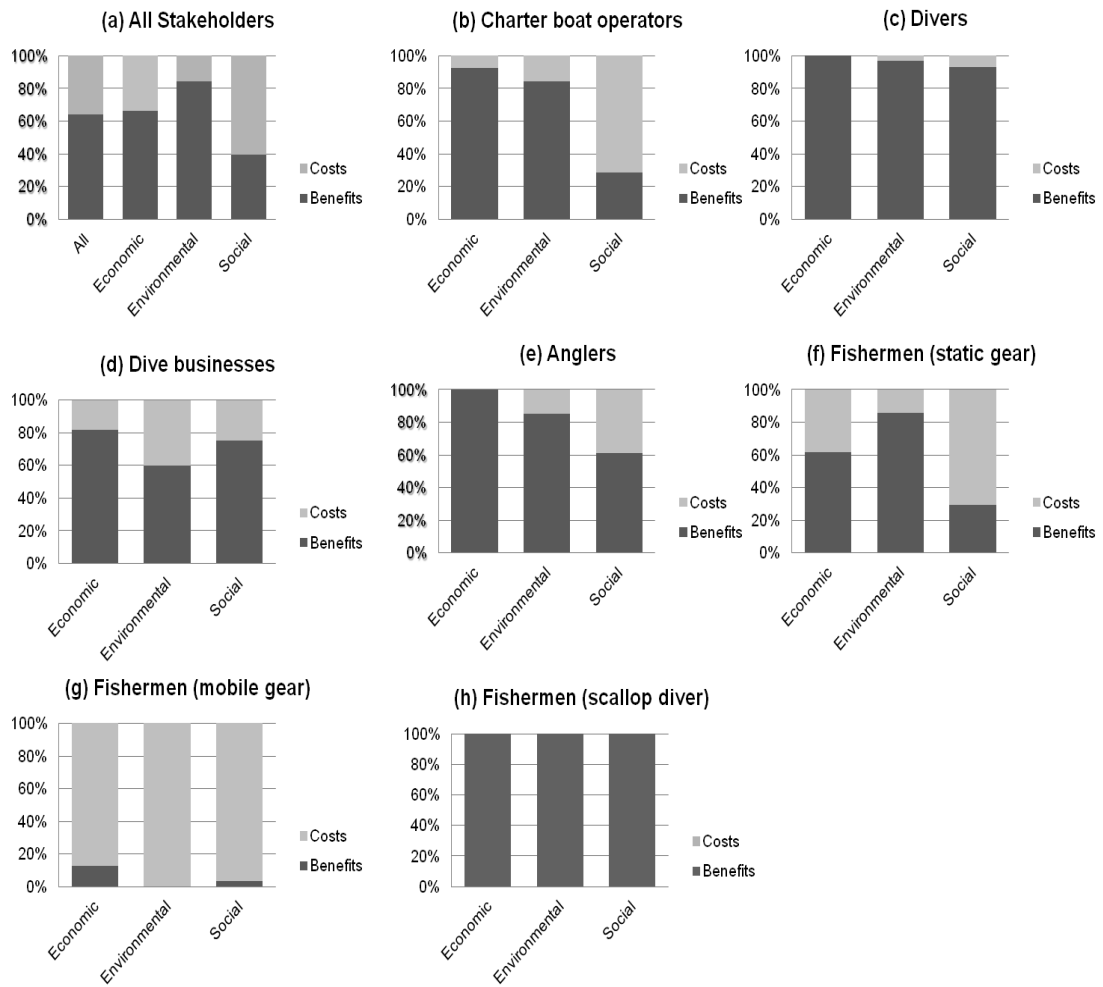 (a) All Stakeholders
100%
80%
60%
40%
20%
0%
All
Economic
Environmental
Social
Costs
Benefits
(b) Charter boat operators
100%
80%
60%
40%
20%
0%
Economic
Environmental
Social
Costs
Benefits
(c) Divers
100%
80%
60%
40%
20%
0%
Economic
Environmental
Social
Costs
Benefits
(d) Dive businesses
100%
80%
60%
40%
20%
0%
Economic
Environmental
Social
Costs
Benefits
(e) Anglers
100%
80%
60%
40%
20%
0%
Economic
Environmental
Social
Costs
Benefits
(f) Fishermen (static gear)
100%
80%
60%
40%
20%
0%
Economic
Environmental
Social
Costs
Benefits
(g) Fishermen (mobile gear)
100%
80%
60%
40%
20%
0%
Economic
Environmental
Social
Costs
Benefits
(h) Fishermen (scallop diver)
100%
80%
60%
40%
20%
0%
Economic
Environmental
Social
Costs
Benefits